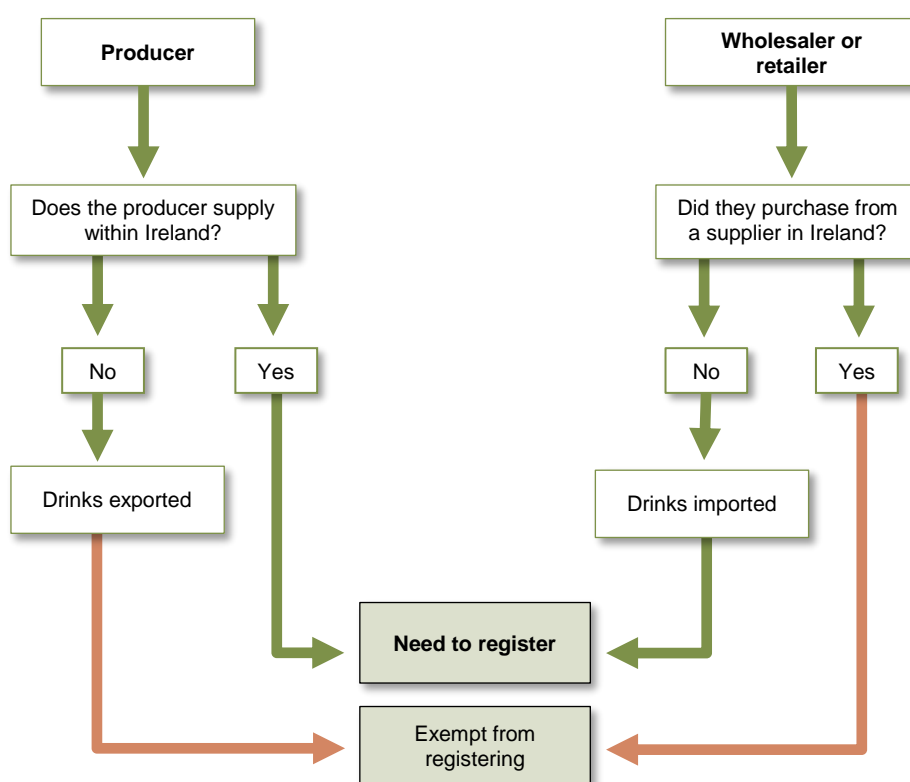 Producer
Wholesaler or
retailer
Does the producer supply
within Ireland?
Did they purchase from
a supplier in Ireland?
No
Yes
No
Yes
Drinks exported
Drinks imported
Need to register
Exempt from
registering